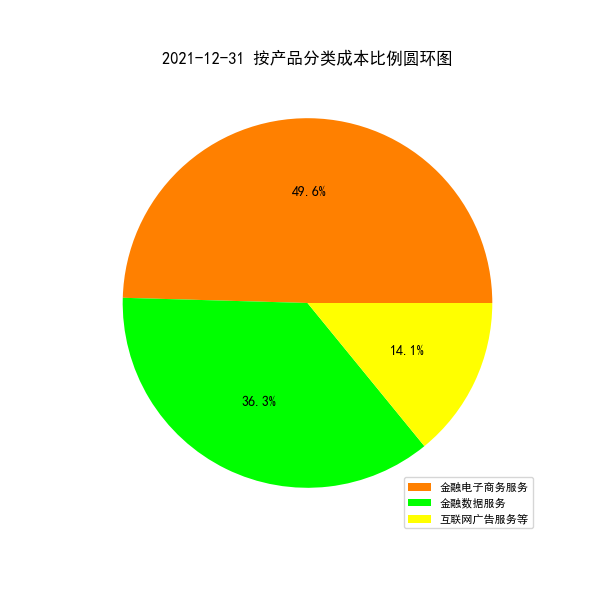 2021-12-31 按产品分类成本比例圆环图
49.6%
14.1%
36.3%
金融电子商务服务
金融数据服务
互联网广告服务等